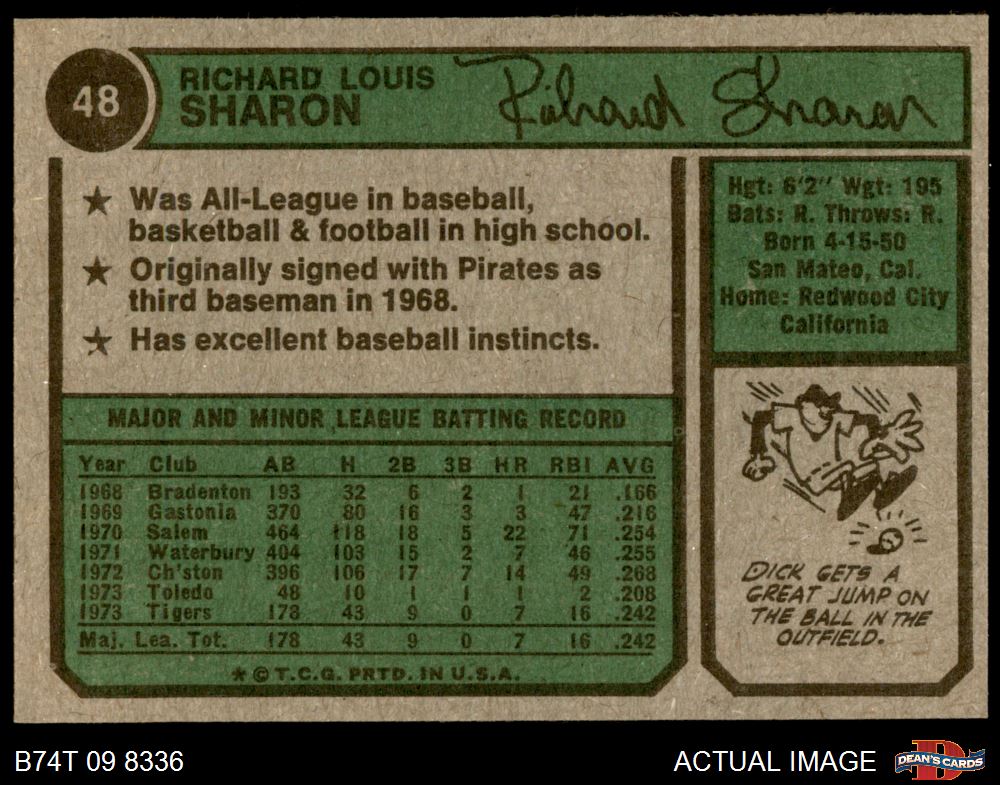 48
RICHARD LOUIS
SHARON
Richard Sharon
★ Was All-League in baseball,
basketball & football in high school.
★ Originally signed with Pirates as
third baseman in 1968.
★ Has excellent baseball instincts.
Hgt: 6'2" Wgt: 195
Bats: R. Throws: R.
Born 4-15-50
San Mateo, Cal.
Home: Redwood City
California
MAJOR AND MINOR LEAGUE BATTING RECORD
Year Club AB H 2B 3B HR RBI AVG
1968 Bradenton 193 32 6 2 1 21 .166
1969 Gastonia 370 80 16 3 3 47 .216
1970 Salem 464 118 18 5 22 71 .254
1971 Waterbury 404 103 15 2 7 46 .255
1972 Ch'ston 396 106 17 7 14 49 .268
1973 Toledo 48 10 1 1 1 2 .208
1973 Tigers 178 43 9 0 7 16 .242
Maj. Lea. Tot. 178 43 9 0 7 16 .242
★ © T.C.G. PRTD. IN U.S.A.
DICK GETS A
GREAT JUMP ON
THE BALL IN THE
OUTFIELD.
B74T 09 8336
ACTUAL IMAGE
DEAN'S CARDS